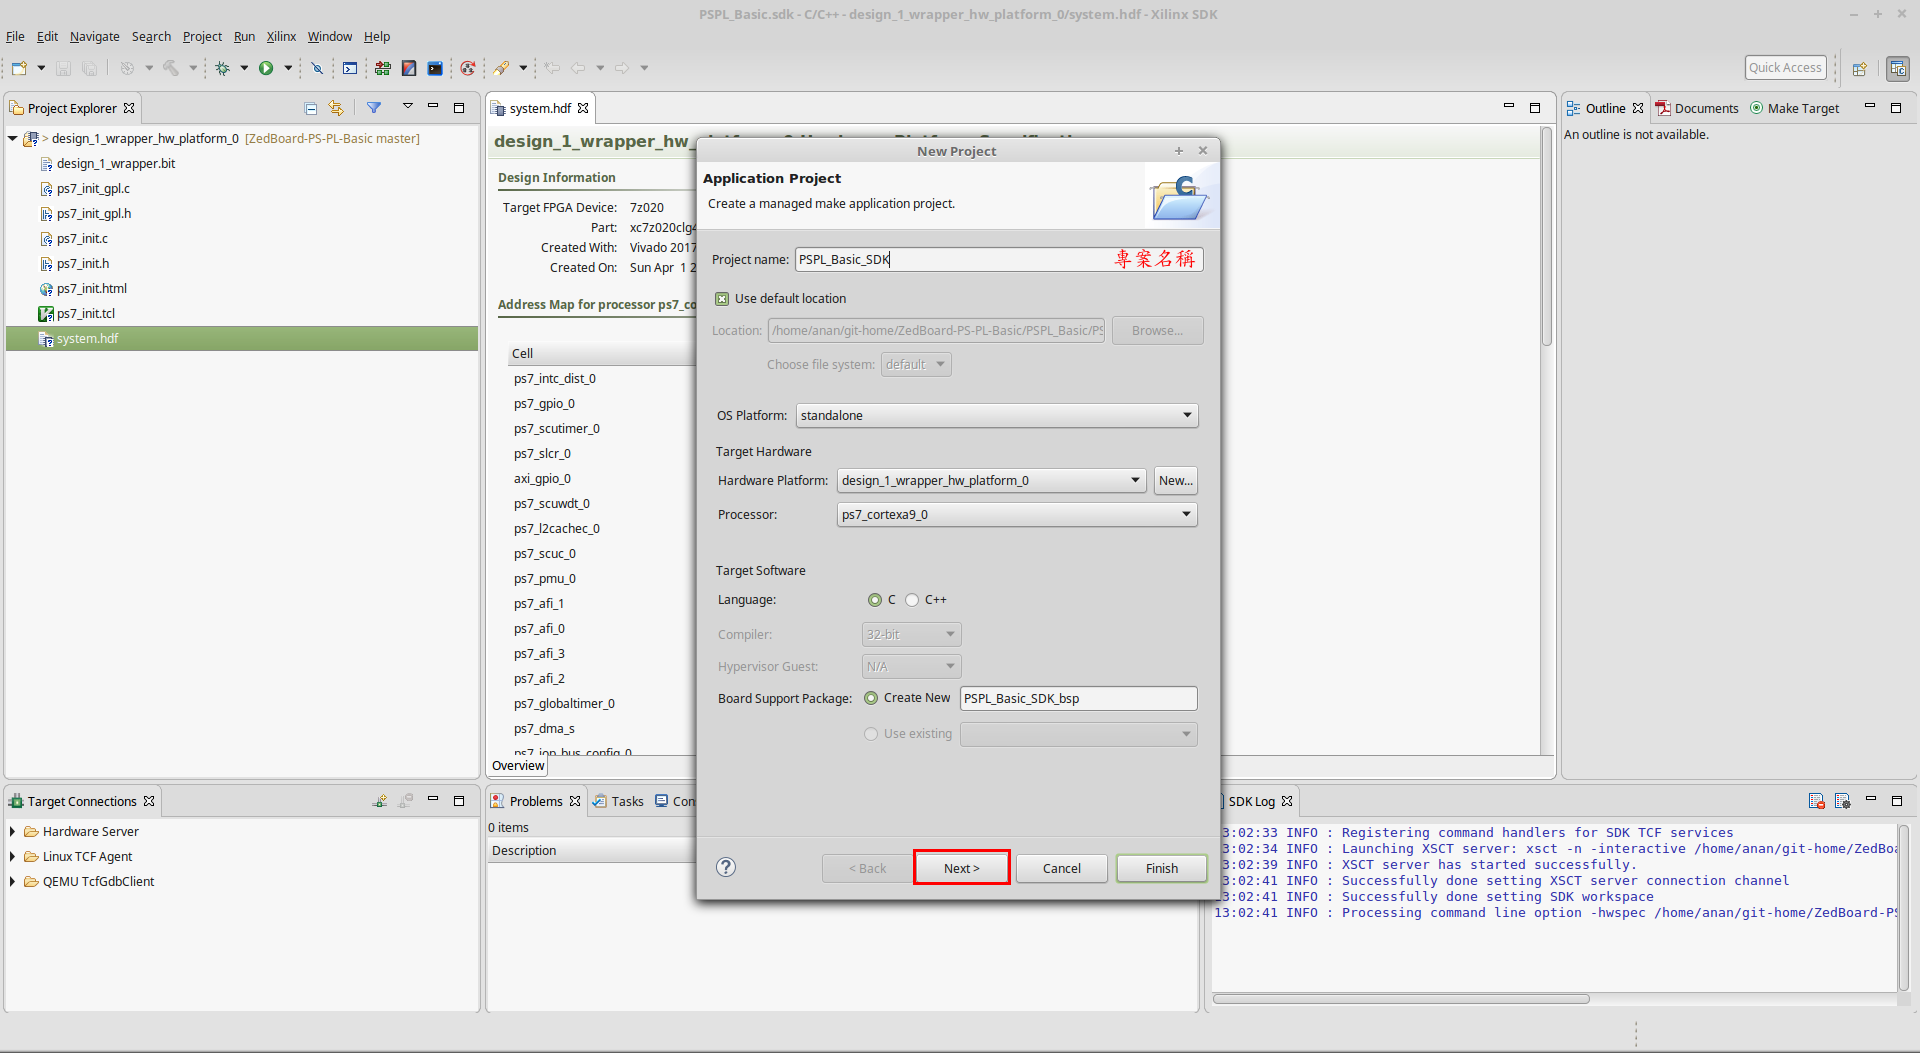 PSPL_Basic.sdk - C/C++ - design_1_wrapper_hw_platform_0/system.hdf - Xilinx SDK
File Edit Navigate Search Project Run Xilinx Window Help
Quick Access
Project Explorer
> design_1_wrapper_hw_platform_0 [ZedBoard-PS-PL-Basic master]
design_1_wrapper.bit
ps7_init_gpl.c
ps7_init_gpl.h
ps7_init.c
ps7_init.h
ps7_init.html
ps7_init.tcl
system.hdf
system.hdf
design_1_wrapper_hw_
Design Information
Target FPGA Device: 7z020
Part: xc7z020clg4
Created With: Vivado 2017
Created On: Sun Apr 1 2
Address Map for processor ps7_co
Cell
ps7_intc_dist_0
ps7_gpio_0
ps7_scutimer_0
ps7_slcr_0
axi_gpio_0
ps7_scuwdt_0
ps7_l2cachec_0
ps7_scuc_0
ps7_pmu_0
ps7_afi_1
ps7_afi_0
ps7_afi_3
ps7_afi_2
ps7_globaltimer_0
ps7_dma_s
ps7_iop_bus_config_0
Overview
New Project
Application Project
Create a managed make application project.
Project name: PSPL_Basic_SDK 專案名稱
Use default location
Location: /home/anan/git-home/ZedBoard-PS-PL-Basic/PSPL_Basic/PS Browse...
Choose file system: default
OS Platform: standalone
Target Hardware
Hardware Platform: design_1_wrapper_hw_platform_0 New...
Processor: ps7_cortexa9_0
Target Software
Language: C C++
Compiler: 32-bit
Hypervisor Guest: N/A
Board Support Package: Create New PSPL_Basic_SDK_bsp
Use existing
< Back Next > Cancel Finish
Outline Documents Make Target
An outline is not available.
Target Connections
Hardware Server
Linux TCF Agent
QEMU TcfGdbClient
Problems Tasks Con
0 items
Description
SDK Log
3:02:33 INFO : Registering command handlers for SDK TCF services
3:02:34 INFO : Launching XSCT server: xsct -n -interactive /home/anan/git-home/ZedBoa
3:02:39 INFO : XSCT server has started successfully.
3:02:41 INFO : Successfully done setting XSCT server connection channel
3:02:41 INFO : Successfully done setting SDK workspace
13:02:41 INFO : Processing command line option -hwspec /home/anan/git-home/ZedBoard-PS